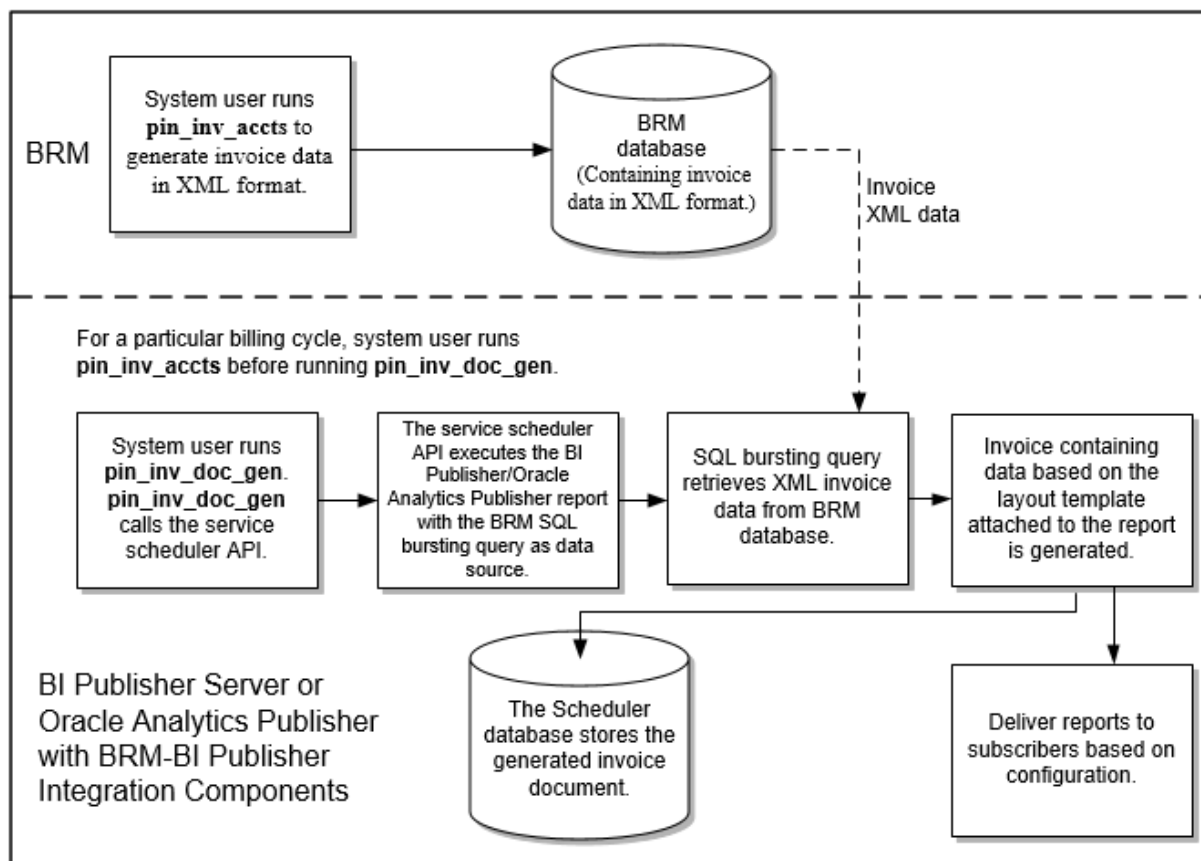 BRM
System user runs
pin_inv_accts to
generate invoice data
in XML format.
BRM
database
(Containing invoice
data in XML format.)
Invoice
XML data
For a particular billing cycle, system user runs
pin_inv_accts before running pin_inv_doc_gen.
System user runs
pin_inv_doc_gen.
pin_inv_doc_gen
calls the service
scheduler API.
The service scheduler
API executes the BI
Publisher/Oracle
Analytics Publisher report
with the BRM SQL
bursting query as data
source.
SQL bursting query
retrieves XML invoice
data from BRM
database.
Invoice containing
data based on the
layout template
attached to the report
is generated.
BI Publisher Server or
Oracle Analytics Publisher
with BRM-BI Publisher
Integration Components
The Scheduler
database stores the
generated invoice
document.
Deliver reports to
subscribers based on
configuration.